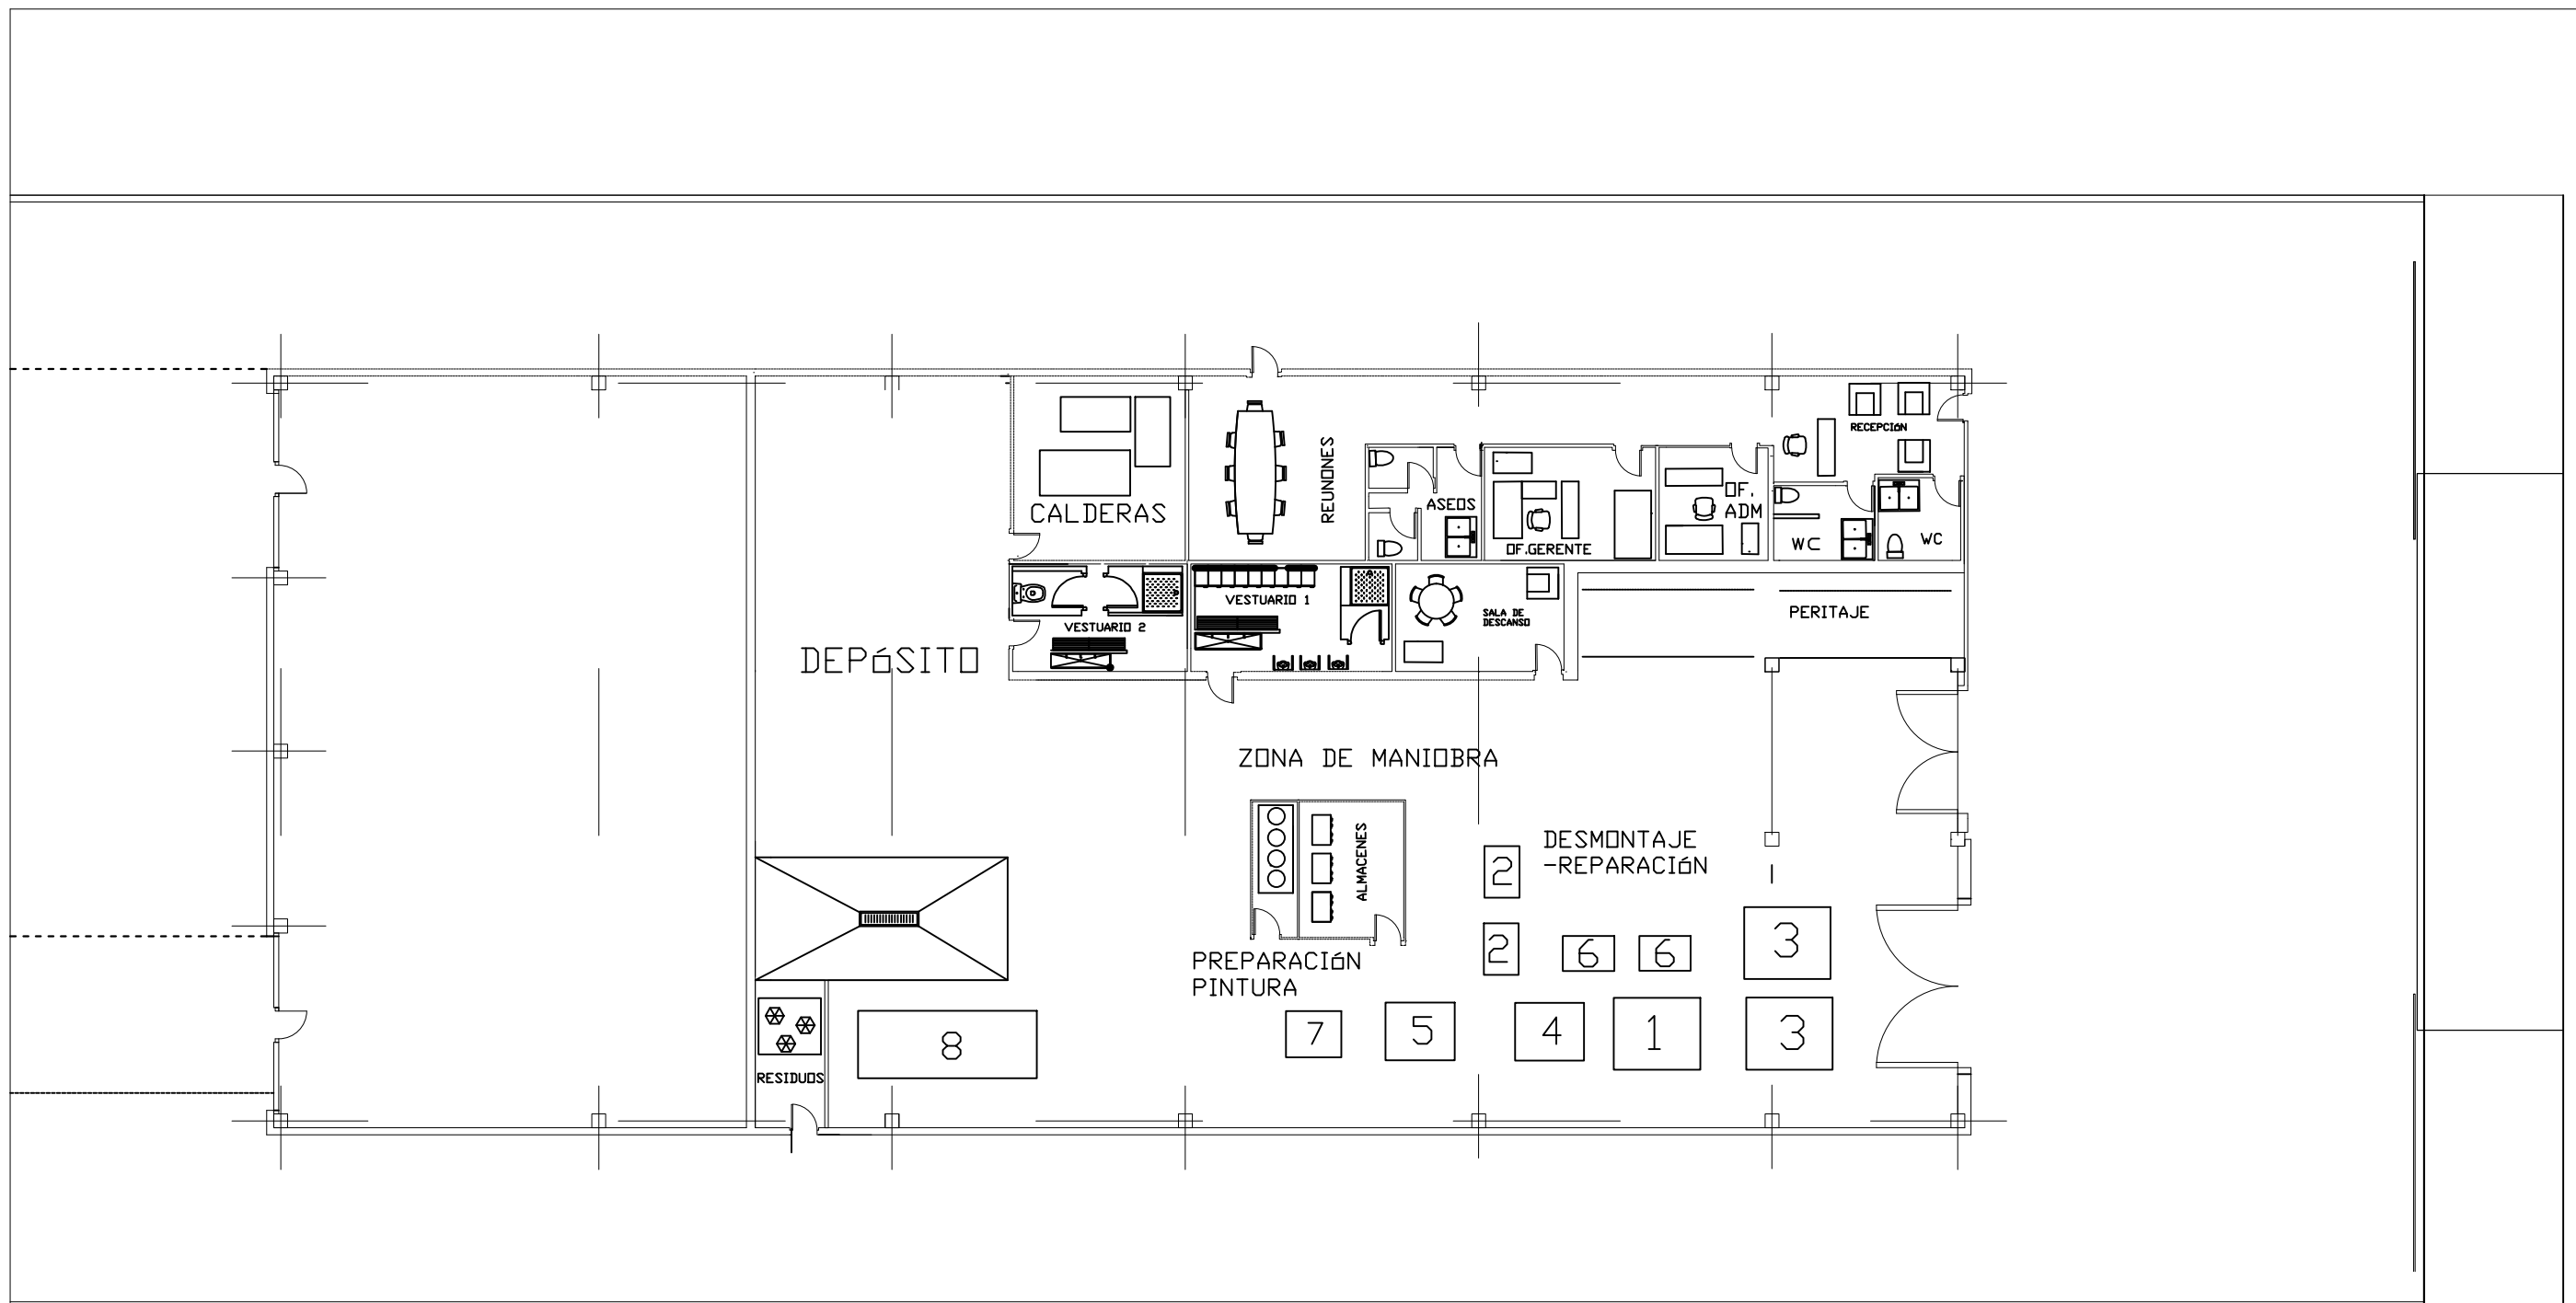 RECEPCIÓN
REUNIONES
OF.
ADM
ASEOS
CALDERAS
OF.GERENTE
WC
WC
VESTUARIO 1
VESTUARIO 2
SALA DE
DESCANSO
PERITAJE
DEPÓSITO
ZONA DE MANIOBRA
ALMACENES
DESMONTAJE
-REPARACIÓN
2
2
6
6
3
PREPARACIÓN
PINTURA
8
7
5
4
1
3
RESIDUOS